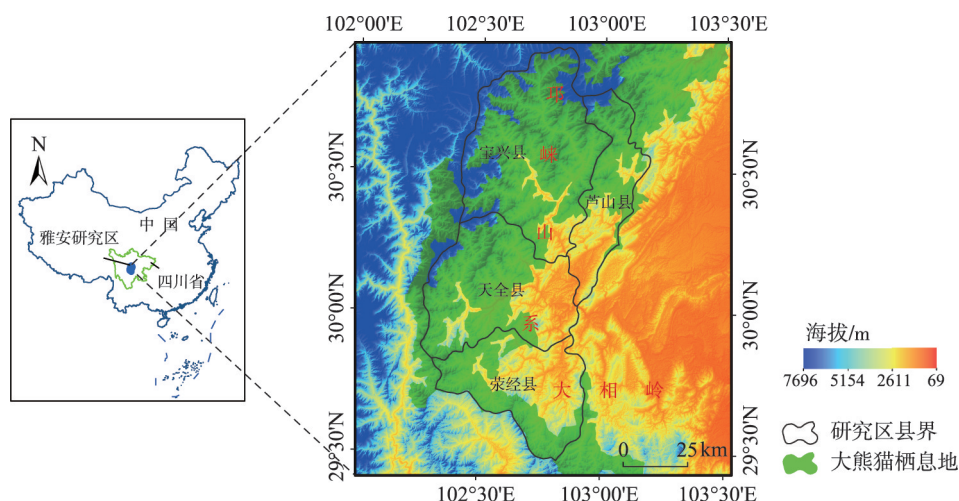 102°00'E 102°30'E 103°00'E 103°30'E
N
中 国
雅安研究区
四川省
30°30'N
30°00'N
29°30'N
邛
崃
山
系
宝兴县
芦山县
天全县
荥经县
大 相 岭
0 25 km
30°30'N
30°00'N
29°30'N
102°30'E 103°00'E 103°30'E
海拔/m
7696 5154 2611 69
研究区县界
大熊猫栖息地